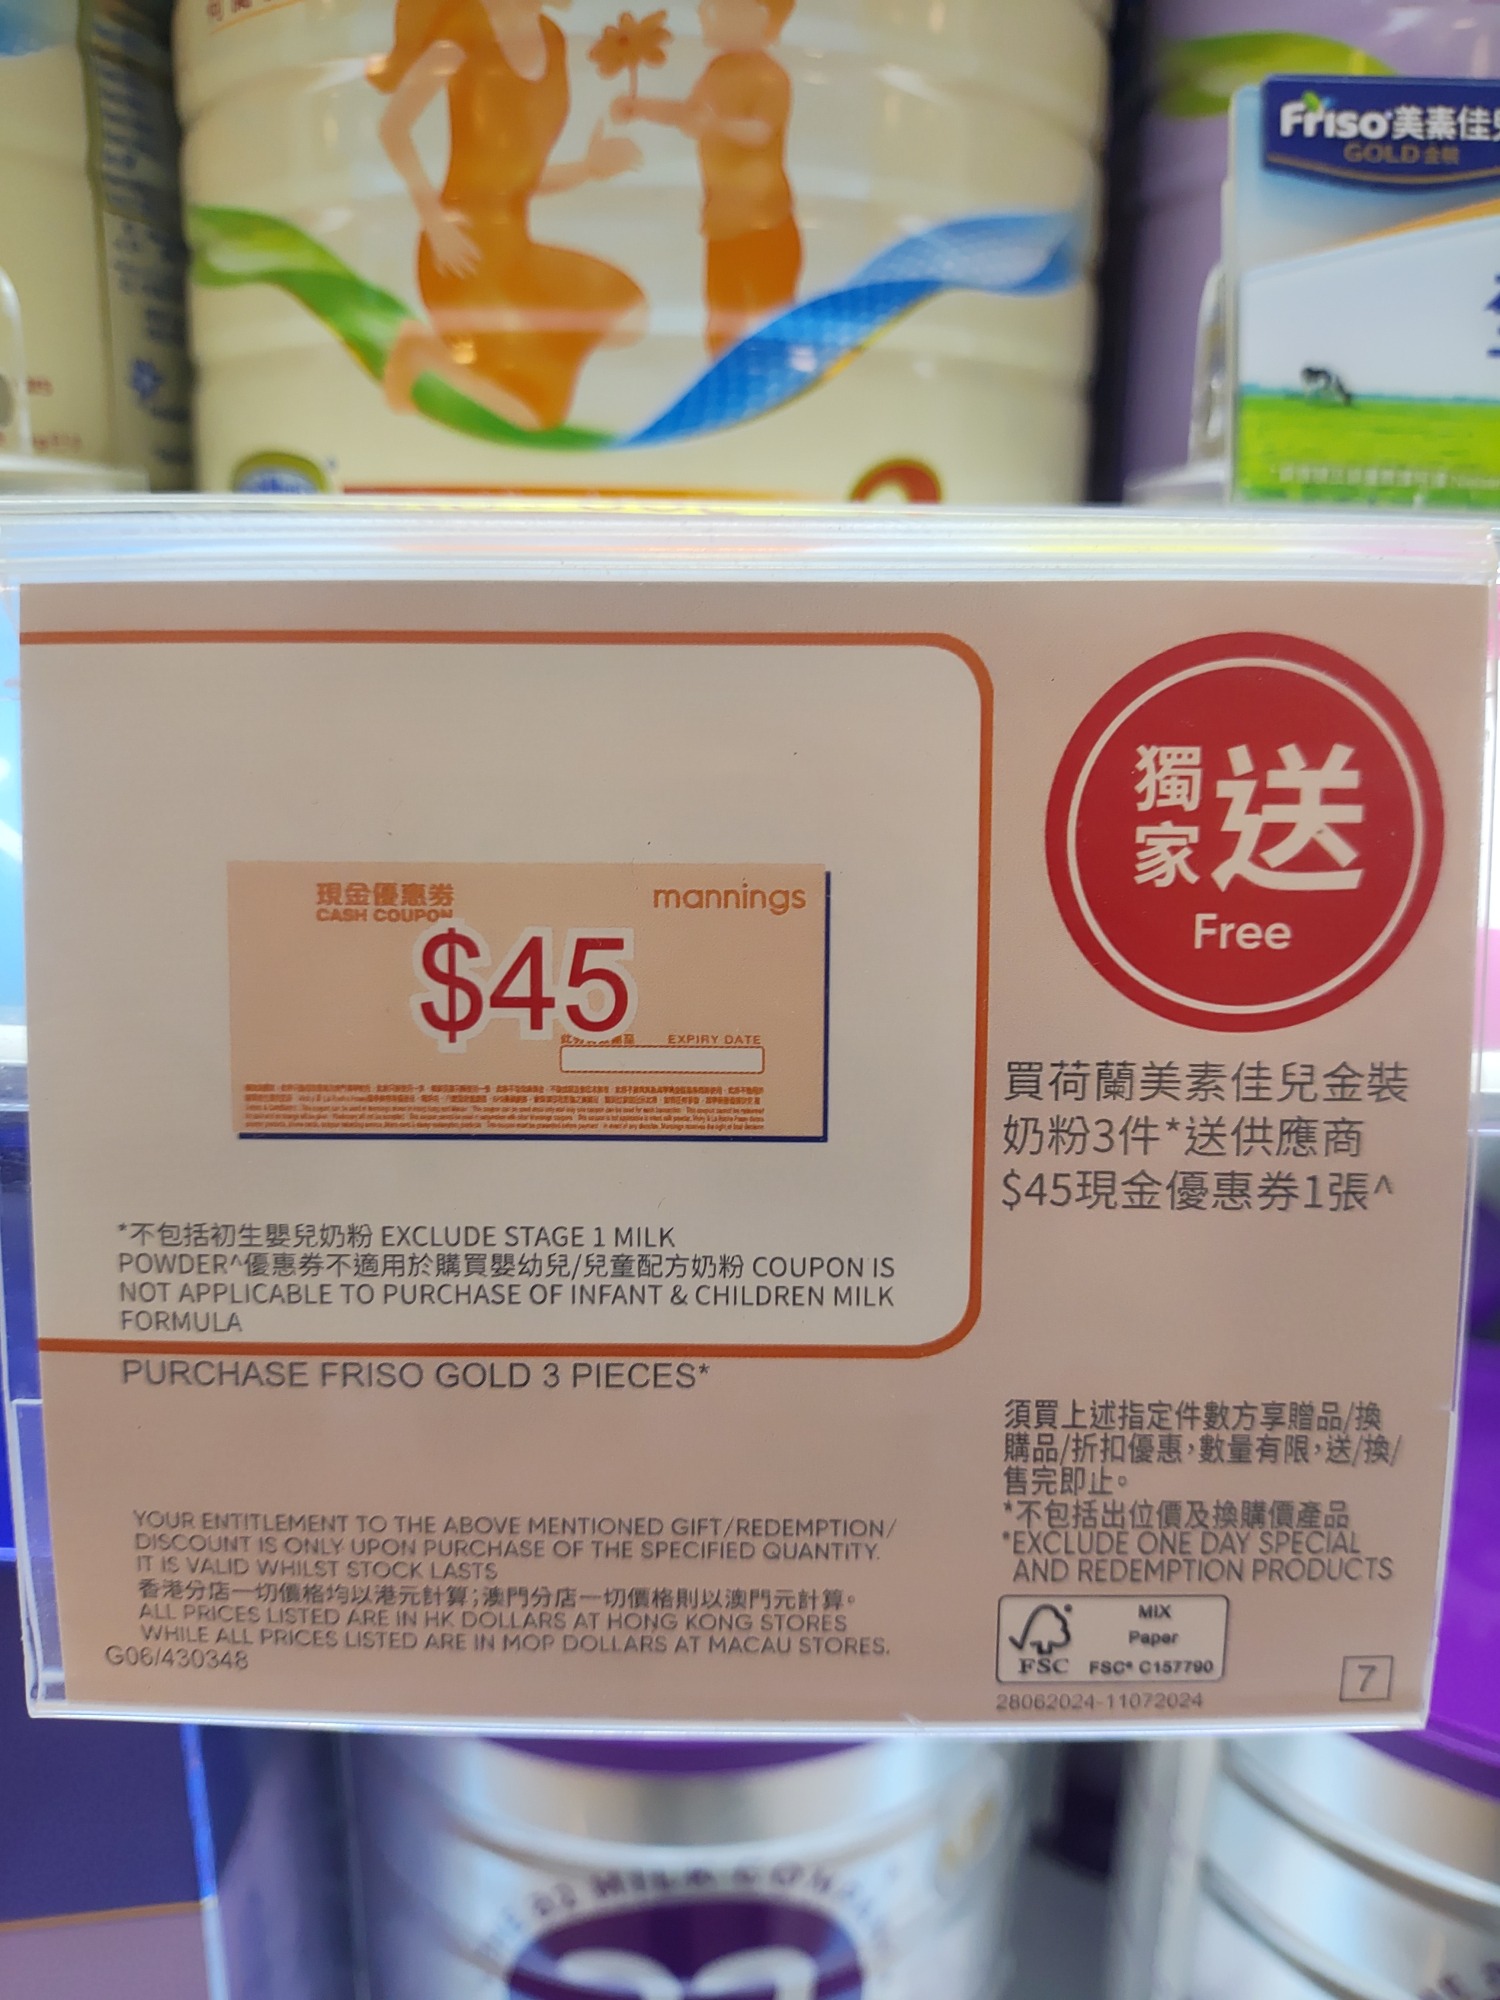 Friso 美素佳
GOLD 金裝
獨家送
Free
現金優惠券
CASH COUPON
mannings
$45
EXPIRY DATE
買荷蘭美素佳兒金裝
奶粉3件*送供應商
$45現金優惠券1張^
*不包括初生嬰兒奶粉 EXCLUDE STAGE 1 MILK
POWDER^優惠券不適用於購買嬰幼兒/兒童配方奶粉 COUPON IS
NOT APPLICABLE TO PURCHASE OF INFANT & CHILDREN MILK
FORMULA
PURCHASE FRISO GOLD 3 PIECES*
須買上述指定件數方享贈品/換
購品/折扣優惠，數量有限，送/換/
售完即止。
*不包括出位價及換購價產品
*EXCLUDE ONE DAY SPECIAL
AND REDEMPTION PRODUCTS
YOUR ENTITLEMENT TO THE ABOVE MENTIONED GIFT/REDEMPTION/
DISCOUNT IS ONLY UPON PURCHASE OF THE SPECIFIED QUANTITY.
IT IS VALID WHILST STOCK LASTS
香港分店一切價格均以港元計算；澳門分店一切價格則以澳門元計算。
ALL PRICES LISTED ARE IN HK DOLLARS AT HONG KONG STORES
WHILE ALL PRICES LISTED ARE IN MOP DOLLARS AT MACAU STORES.
G06/430348
FSC
MIX
Paper
FSC® C157790
28062024-11072024
7